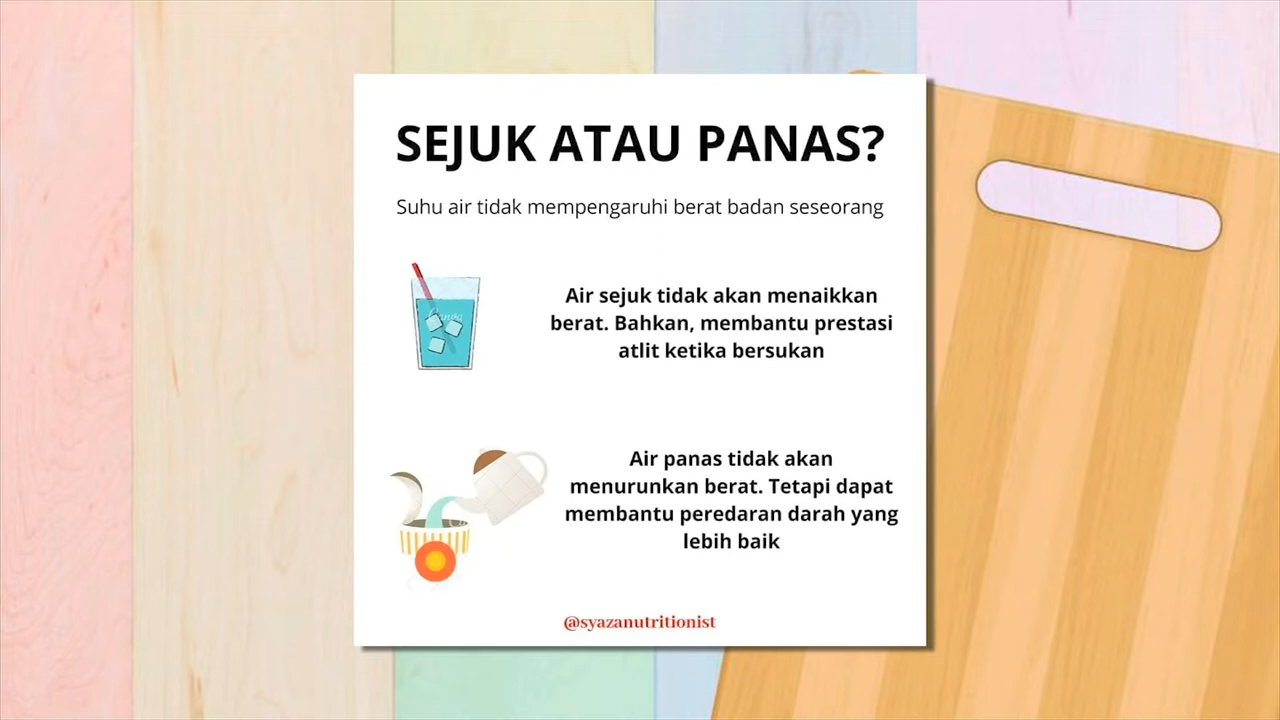 SEJUK ATAU PANAS?
Suhu air tidak mempengaruhi berat badan seseorang
Air sejuk tidak akan menaikkan
berat. Bahkan, membantu prestasi
atlit ketika bersukan
Air panas tidak akan
menurunkan berat. Tetapi dapat
membantu peredaran darah yang
lebih baik
@syazanutritionist